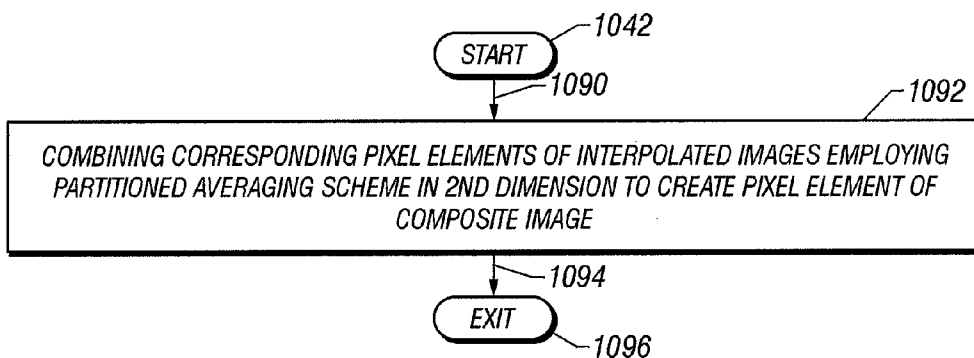 1042
START
1090
1092
COMBINING CORRESPONDING PIXEL ELEMENTS OF INTERPOLATED IMAGES EMPLOYING
PARTITIONED AVERAGING SCHEME IN 2ND DIMENSION TO CREATE PIXEL ELEMENT OF
COMPOSITE IMAGE
1094
EXIT
1096